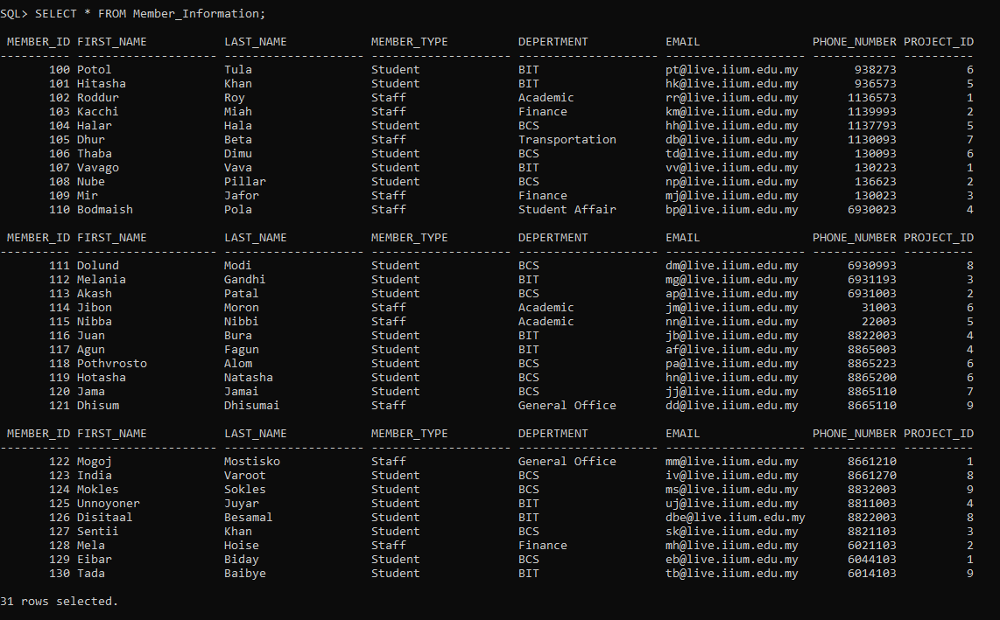 SQL> SELECT * FROM Member_Information;
MEMBER_ID FIRST_NAME LAST_NAME MEMBER_TYPE DEPERTMENT EMAIL PHONE_NUMBER PROJECT_ID
---------- -------------------- -------------------- -------------------- -------------------- -------------------- ------------ ----------
100 Potol Tula Student BIT pt@live.iium.edu.my 938273 6
101 Hitasha Khan Student BIT hk@live.iium.edu.my 936573 5
102 Roddur Roy Staff Academic rr@live.iium.edu.my 1136573 1
103 Kacchi Miah Staff Finance km@live.iium.edu.my 1139993 2
104 Halar Hala Student BCS hh@live.iium.edu.my 1137793 5
105 Dhur Beta Staff Transportation db@live.iium.edu.my 1130093 7
106 Thaba Dimu Student BCS td@live.iium.edu.my 130093 6
107 Vavago Vava Student BIT vv@live.iium.edu.my 130223 1
108 Nube Pillar Student BCS np@live.iium.edu.my 136623 2
109 Mir Jafor Staff Finance mj@live.iium.edu.my 130023 3
110 Bodmaish Pola Staff Student Affair bp@live.iium.edu.my 6930023 4
MEMBER_ID FIRST_NAME LAST_NAME MEMBER_TYPE DEPERTMENT EMAIL PHONE_NUMBER PROJECT_ID
---------- -------------------- -------------------- -------------------- -------------------- -------------------- ------------ ----------
111 Dolund Modi Student BCS dm@live.iium.edu.my 6930993 8
112 Melania Gandhi Student BIT mg@live.iium.edu.my 6931193 3
113 Akash Patal Student BCS ap@live.iium.edu.my 6931003 2
114 Jibon Moron Staff Academic jm@live.iium.edu.my 31003 6
115 Nibba Nibbi Staff Academic nn@live.iium.edu.my 22003 5
116 Juan Bura Student BIT jb@live.iium.edu.my 8822003 4
117 Agun Fagun Student BIT af@live.iium.edu.my 8865003 4
118 Pothvrosto Alom Student BCS pa@live.iium.edu.my 8865223 6
119 Hotasha Natasha Student BCS hn@live.iium.edu.my 8865200 6
120 Jama Jamai Student BCS jj@live.iium.edu.my 8865110 7
121 Dhisum Dhisumai Staff General Office dd@live.iium.edu.my 8665110 9
MEMBER_ID FIRST_NAME LAST_NAME MEMBER_TYPE DEPERTMENT EMAIL PHONE_NUMBER PROJECT_ID
---------- -------------------- -------------------- -------------------- -------------------- -------------------- ------------ ----------
122 Mogoj Mostisko Staff General Office mm@live.iium.edu.my 8661210 1
123 India Varoot Student BCS iv@live.iium.edu.my 8661270 8
124 Mokles Sokles Student BCS ms@live.iium.edu.my 8832003 9
125 Unnoyoner Juyar Student BIT uj@live.iium.edu.my 8811003 4
126 Disitaal Besamal Student BIT dbe@live.iium.edu.my 8822003 8
127 Sentii Khan Student BCS sk@live.iium.edu.my 8821103 3
128 Mela Hoise Staff Finance mh@live.iium.edu.my 6021103 2
129 Eibar Biday Student BCS eb@live.iium.edu.my 6044103 1
130 Tada Baibye Student BIT tb@live.iium.edu.my 6014103 9
31 rows selected.